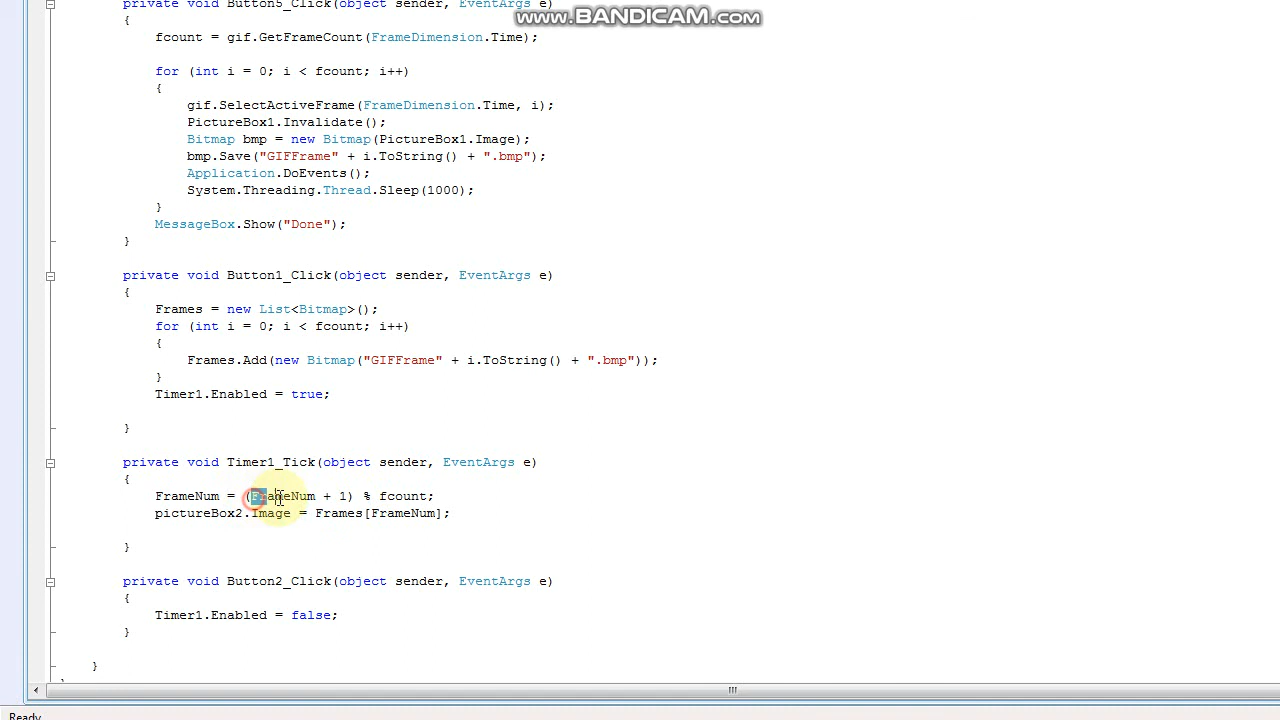 www.BANDICAM.com
private void Button5_Click(object sender, EventArgs e)
{
fcount = gif.GetFrameCount(FrameDimension.Time);
for (int i = 0; i < fcount; i++)
{
gif.SelectActiveFrame(FrameDimension.Time, i);
PictureBox1.Invalidate();
Bitmap bmp = new Bitmap(PictureBox1.Image);
bmp.Save("GIFFrame" + i.ToString() + ".bmp");
Application.DoEvents();
System.Threading.Thread.Sleep(1000);
}
MessageBox.Show("Done");
}
private void Button1_Click(object sender, EventArgs e)
{
Frames = new List<Bitmap>();
for (int i = 0; i < fcount; i++)
{
Frames.Add(new Bitmap("GIFFrame" + i.ToString() + ".bmp"));
}
Timer1.Enabled = true;
}
private void Timer1_Tick(object sender, EventArgs e)
{
FrameNum = (FrameNum + 1) % fcount;
pictureBox2.Image = Frames[FrameNum];
}
private void Button2_Click(object sender, EventArgs e)
{
Timer1.Enabled = false;
}
}
}
Ready